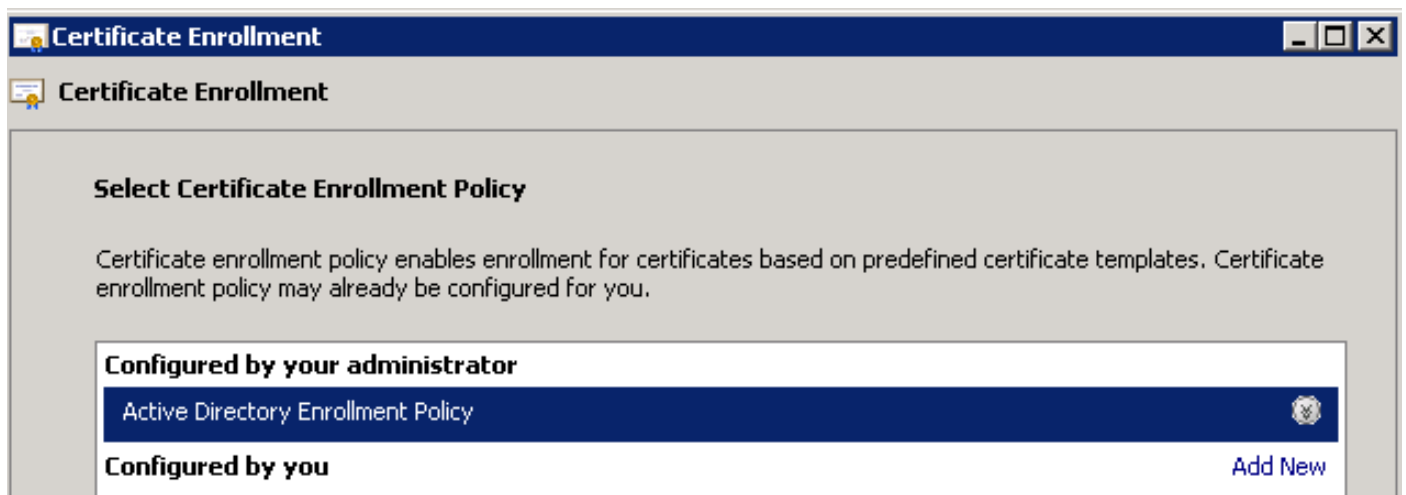 Certificate Enrollment
Certificate Enrollment
Select Certificate Enrollment Policy
Certificate enrollment policy enables enrollment for certificates based on predefined certificate templates. Certificate
enrollment policy may already be configured for you.
Configured by your administrator
Active Directory Enrollment Policy
Configured by you Add New